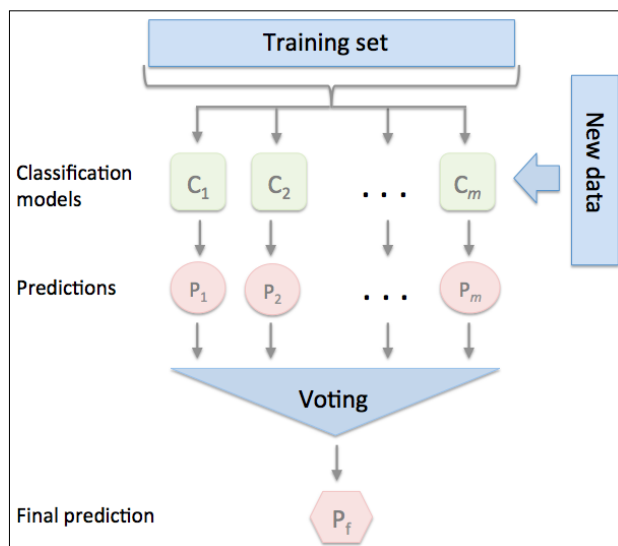 Training set
New data
Classification
models
C1 C2 . . . Cm
Predictions
P1 P2 . . . Pm
Voting
Final prediction
Pf